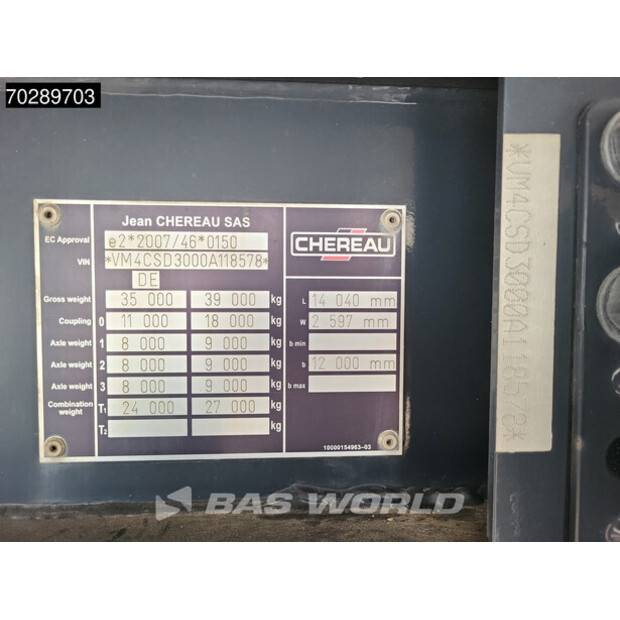 70289703
Jean CHEREAU SAS
EC Approval e2*2007/46*0150
VIN *VM4CSD3000A118578*
DE
Gross weight 35 000 39 000 kg
Coupling 0 11 000 18 000 kg
Axle weight 1 8 000 9 000 kg
Axle weight 2 8 000 9 000 kg
Axle weight 3 8 000 9 000 kg
Combination weight T1 24 000 27 000 kg
T2 kg
CHEREAU
L 14 040 mm
W 2 597 mm
b min
b 12 000 mm
b max
10000154963-03
*VM4CSD3000A118578*
BAS WORLD